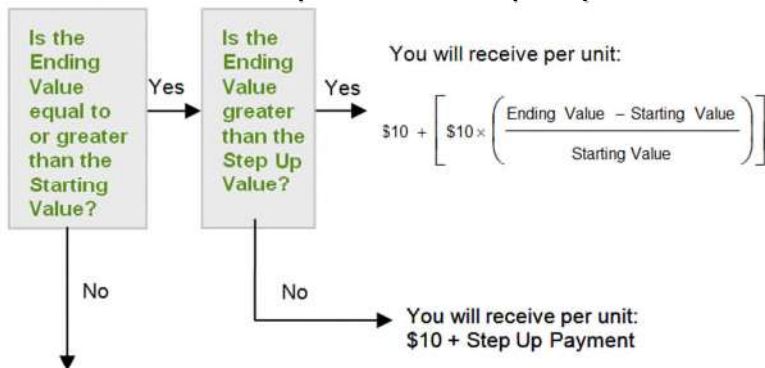 Is the
Ending
Value
equal to
or greater
than the
Starting
Value?
Yes
Is the
Ending
Value
greater
than the
Step Up
Value?
Yes
You will receive per unit:
$10 + [ $10 × ( Ending Value – Starting Value
Starting Value ) ]
No
No
You will receive per unit:
$10 + Step Up Payment